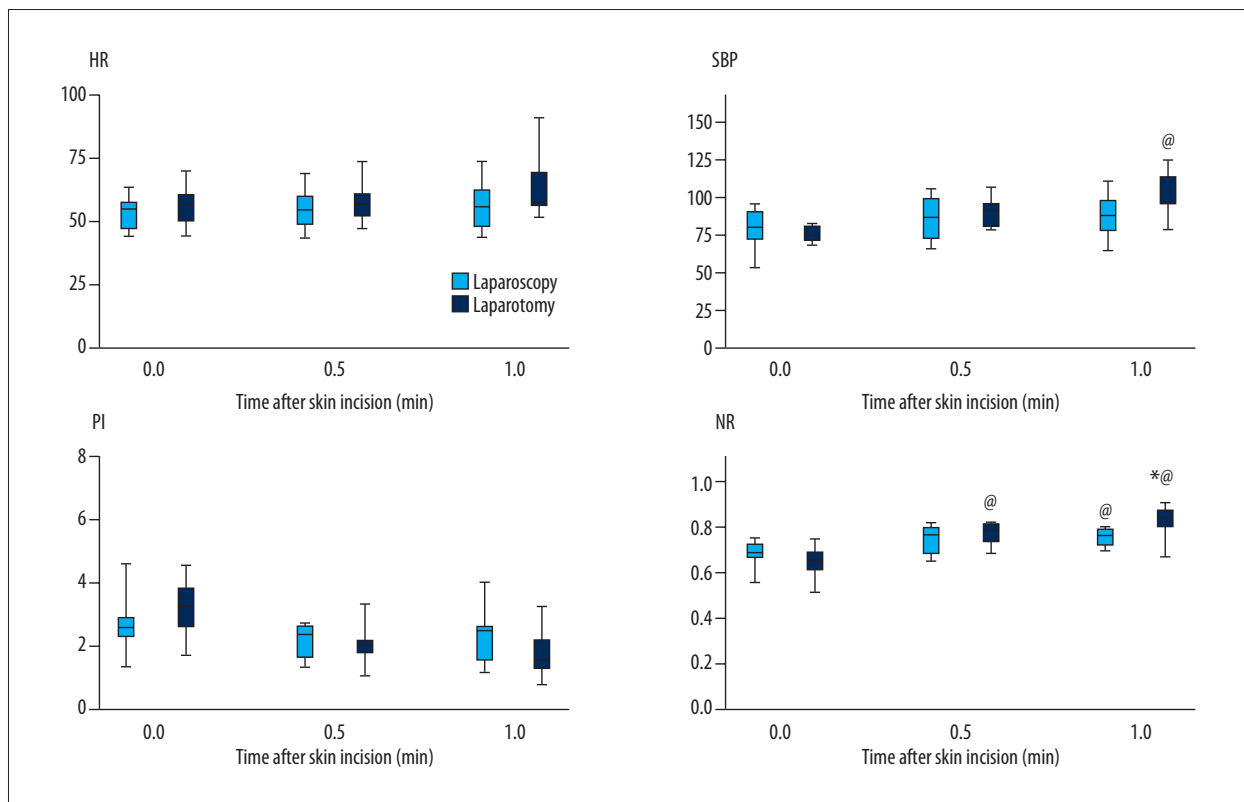 HR
100
75
50
25
0
Laparoscopy
Laparotomy
0.0 0.5 1.0
Time after skin incision (min)
SBP
150
125
100
75
50
25
0
@
0.0 0.5 1.0
Time after skin incision (min)
PI
8
6
4
2
0
0.0 0.5 1.0
Time after skin incision (min)
NR
1.0
0.8
0.6
0.4
0.2
0.0
@ @ *@
0.0 0.5 1.0
Time after skin incision (min)